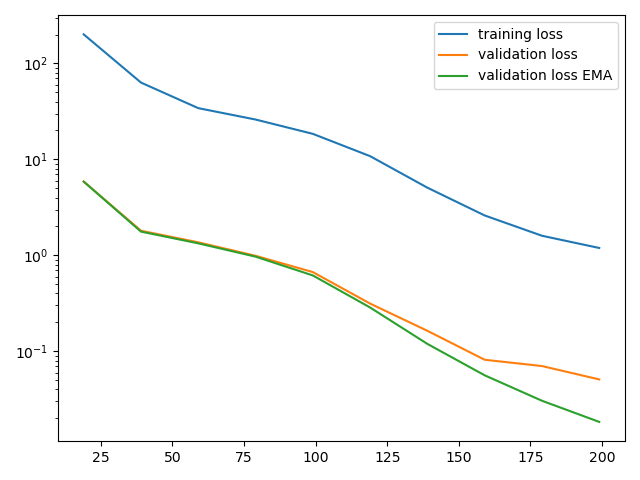 training loss
validation loss
validation loss EMA
10²
10¹
10⁰
10⁻¹
25 50 75 100 125 150 175 200